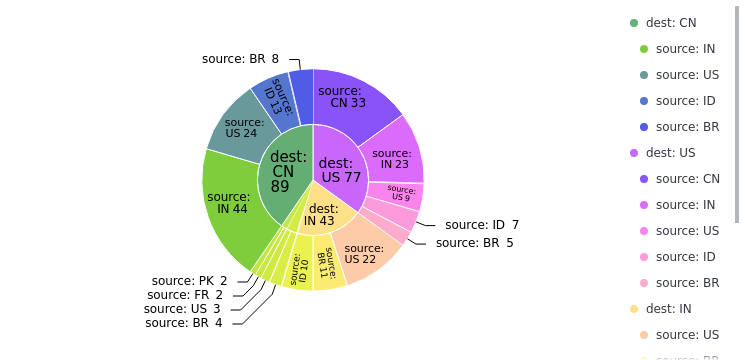 source: BR 8
source:
CN 33
source:
ID 13
source:
US 24
source:
IN 23
dest:
CN
89
dest:
US 77
source:
US 9
source:
IN 44
dest:
IN 43
source: ID 7
source: BR 5
source:
US 22
source:
BR 11
source:
ID 10
source: PK 2
source: FR 2
source: US 3
source: BR 4
dest: CN
source: IN
source: US
source: ID
source: BR
dest: US
source: CN
source: IN
source: US
source: ID
source: BR
dest: IN
source: US